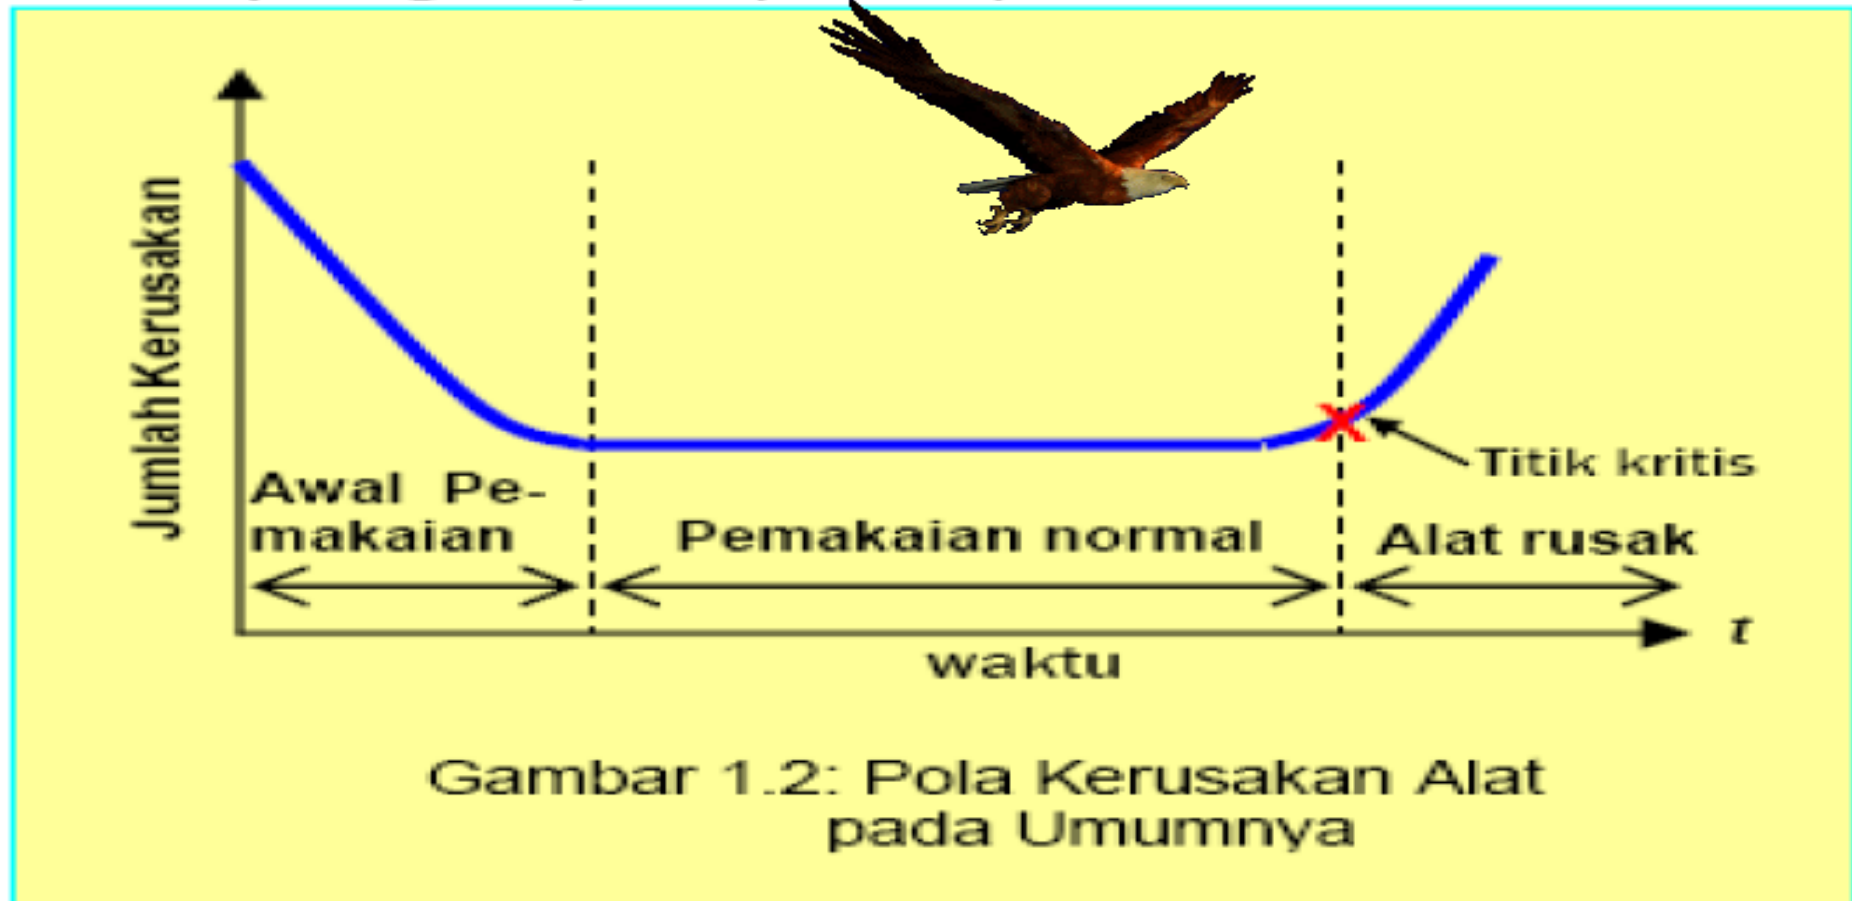 Jumlah Kerusakan
Awal Pe-
makaian
Pemakaian normal
Alat rusak
Titik kritis
t
waktu
Gambar 1.2: Pola Kerusakan Alat
pada Umumnya